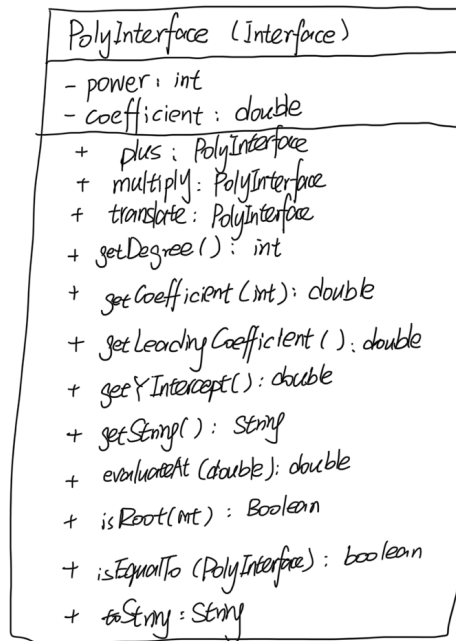 PolyInterface (Interface)
- power: int
- coefficient: double
+ plus: PolyInterface
+ multiply: PolyInterface
+ translate: PolyInterface
+ getDegree(): int
+ getCoefficient(int): double
+ getLeadingCoefficient(): double
+ getYIntercept(): double
+ getString(): String
+ evaluateAt(double): double
+ isRoot(int): Boolean
+ isEqualTo(PolyInterface): boolean
+ toString: String